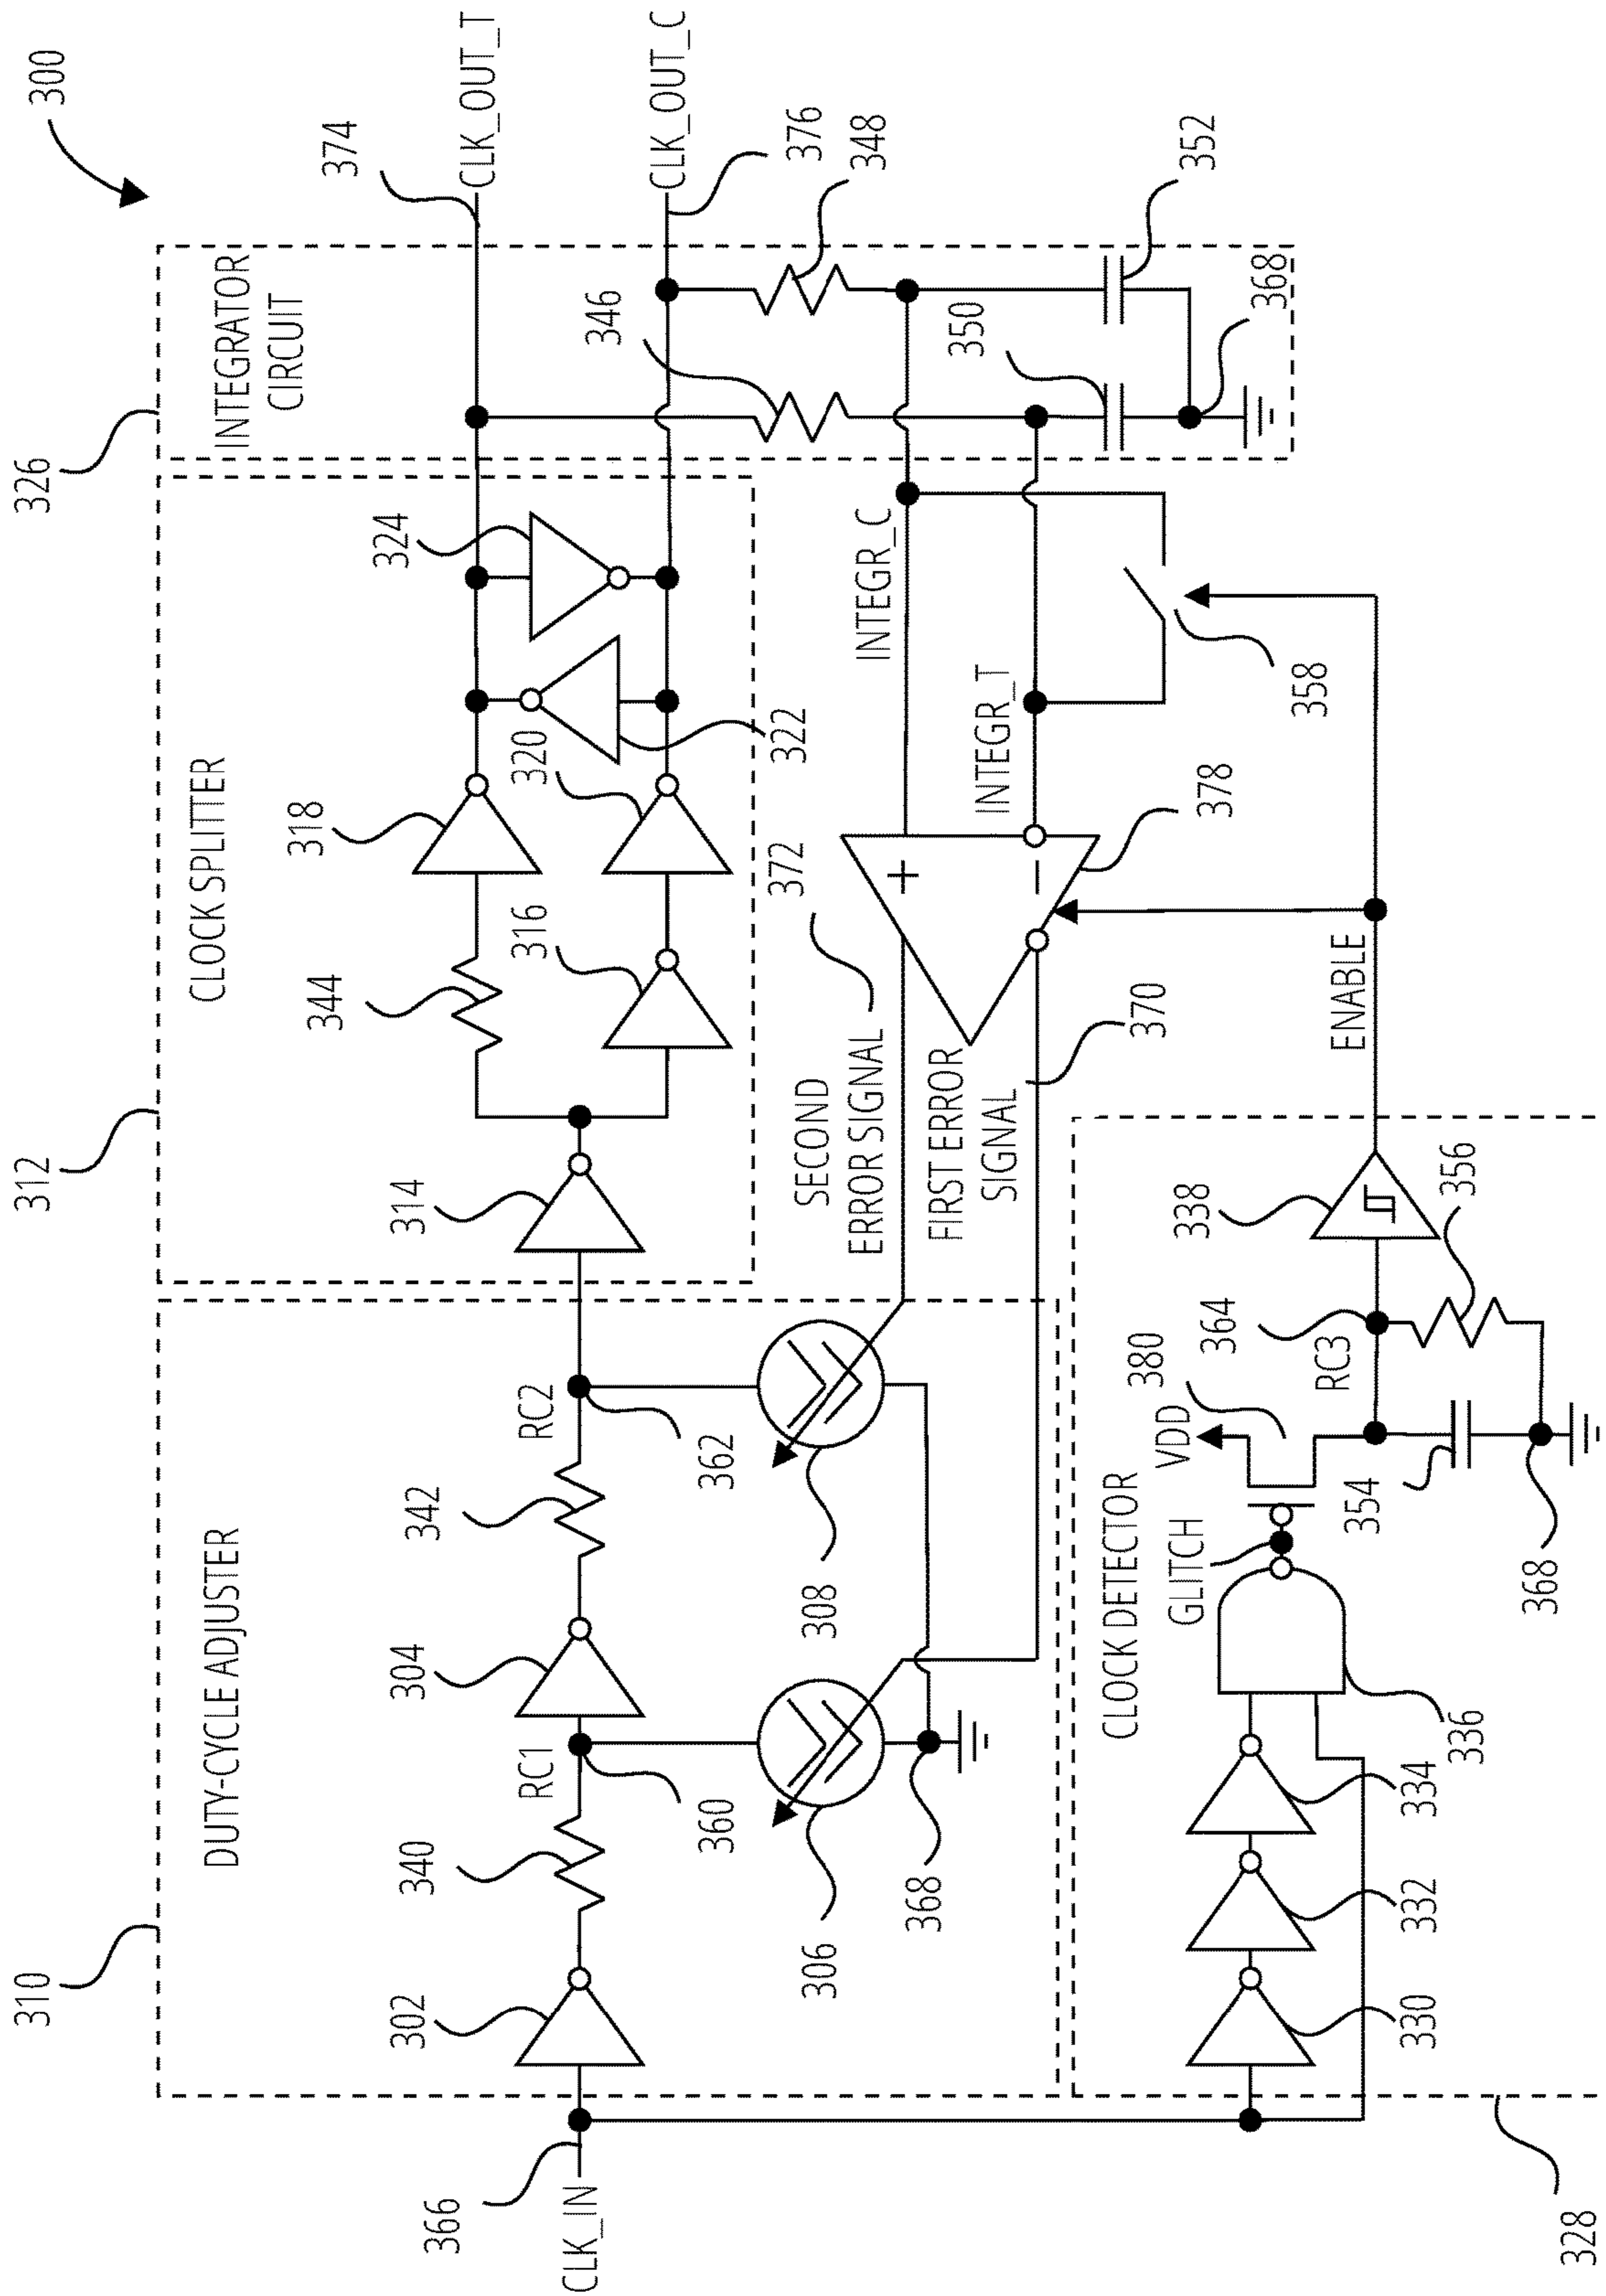 300
326
312
310
INTEGRATOR
CIRCUIT
CLOCK SPLITTER
DUTY-CYCLE ADJUSTER
374
CLK_OUT_T
CLK_OUT_C
376
348
352
346
350
368
324
322
320
318
316
344
314
RC2
342
304
RC1
340
302
366
CLK_IN
362
308
360
306
368
INTEGR_C
INTEGR_T
358
372
378
SECOND
ERROR SIGNAL
FIRST ERROR
SIGNAL
370
ENABLE
338
356
364
RC3
380
VDD
354
368
CLOCK DETECTOR
GLITCH
336
334
332
330
328
+
−